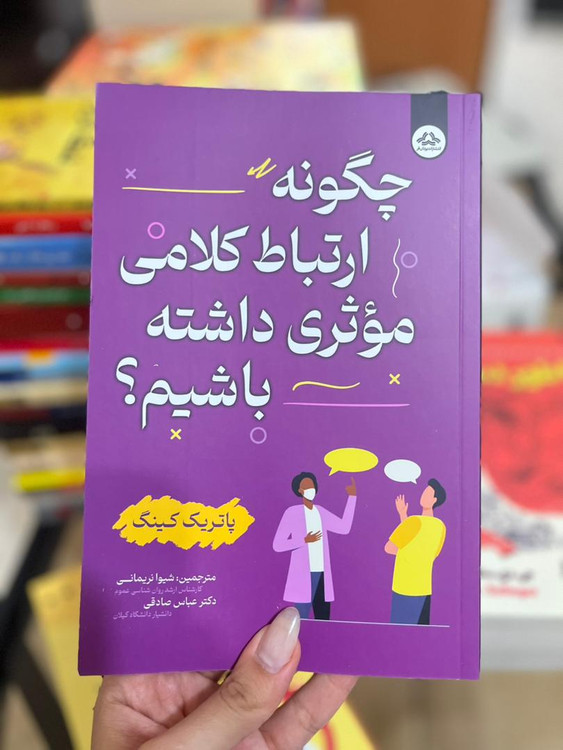 چگونه
ارتباط کلامی
مؤثری داشته
باشیم؟
پاتریک کینگ
مترجمین: شیوا نریمانی
کارشناس ارشد روان شناسی عموم
دکتر عباس صادقی
دانشیار دانشگاه گیلان